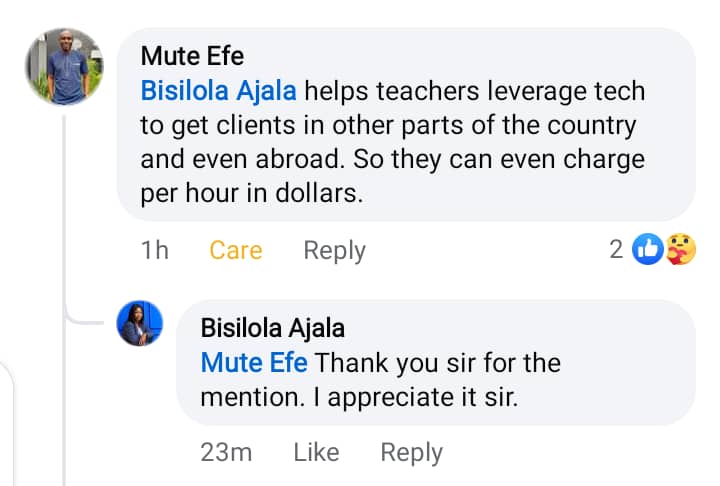 Mute Efe
Bisilola Ajala helps teachers leverage tech
to get clients in other parts of the country
and even abroad. So they can even charge
per hour in dollars.
1h Care Reply 2
Bisilola Ajala
Mute Efe Thank you sir for the
mention. I appreciate it sir.
23m Like Reply